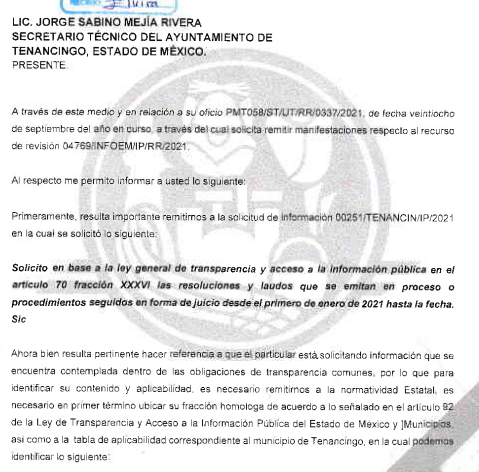 LIC. JORGE SABINO MEJÍA RIVERA
SECRETARIO TÉCNICO DEL AYUNTAMIENTO DE
TENANCINGO, ESTADO DE MÉXICO.
PRESENTE.
A través de este medio y en relación a su oficio PMT058/ST/UT/RR/0337/2021, de fecha veintiocho
de septiembre del año en curso, a través del cual solicita remitir manifestaciones respecto al recurso
de revisión 04769/INFOEM/IP/RR/2021.
Al respecto me permito informar a usted lo siguiente:
Primeramente, resulta importante remitirnos a la solicitud de información 00251/TENANCIN/IP/2021
en la cual se solicitó lo siguiente:
Solicito en base a la ley general de transparencia y acceso a la información pública en el
artículo 70 fracción XXXVI las resoluciones y laudos que se emitan en proceso o
procedimientos seguidos en forma de juicio desde el primero de enero de 2021 hasta la fecha.
Sic
Ahora bien resulta pertinente hacer referencia a que el particular está solicitando información que se
encuentra contemplada dentro de las obligaciones de transparencia comunes, por lo que para
identificar su contenido y aplicabilidad, es necesario remitirnos a la normatividad Estatal, es
necesario en primer término ubicar su fracción homologa de acuerdo a lo señalado en el artículo 92
de la Ley de Transparencia y Acceso a la Información Pública del Estado de México y ]Municipios,
así como a la tabla de aplicabilidad correspondiente al municipio de Tenancingo, en la cual podemos
identificar lo siguiente: